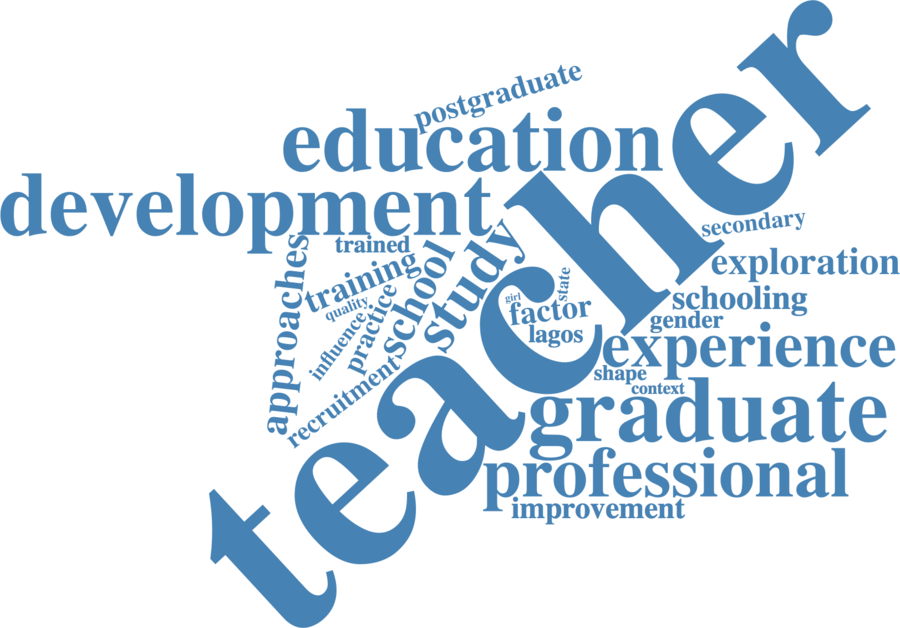 postgraduate
education
development
teacher
secondary
trained
exploration
training
approaches
school
study
state
girl
quality
schooling
factor
practice
influence
gender
lagos
experience
recruitment
shape
context
graduate
professional
improvement